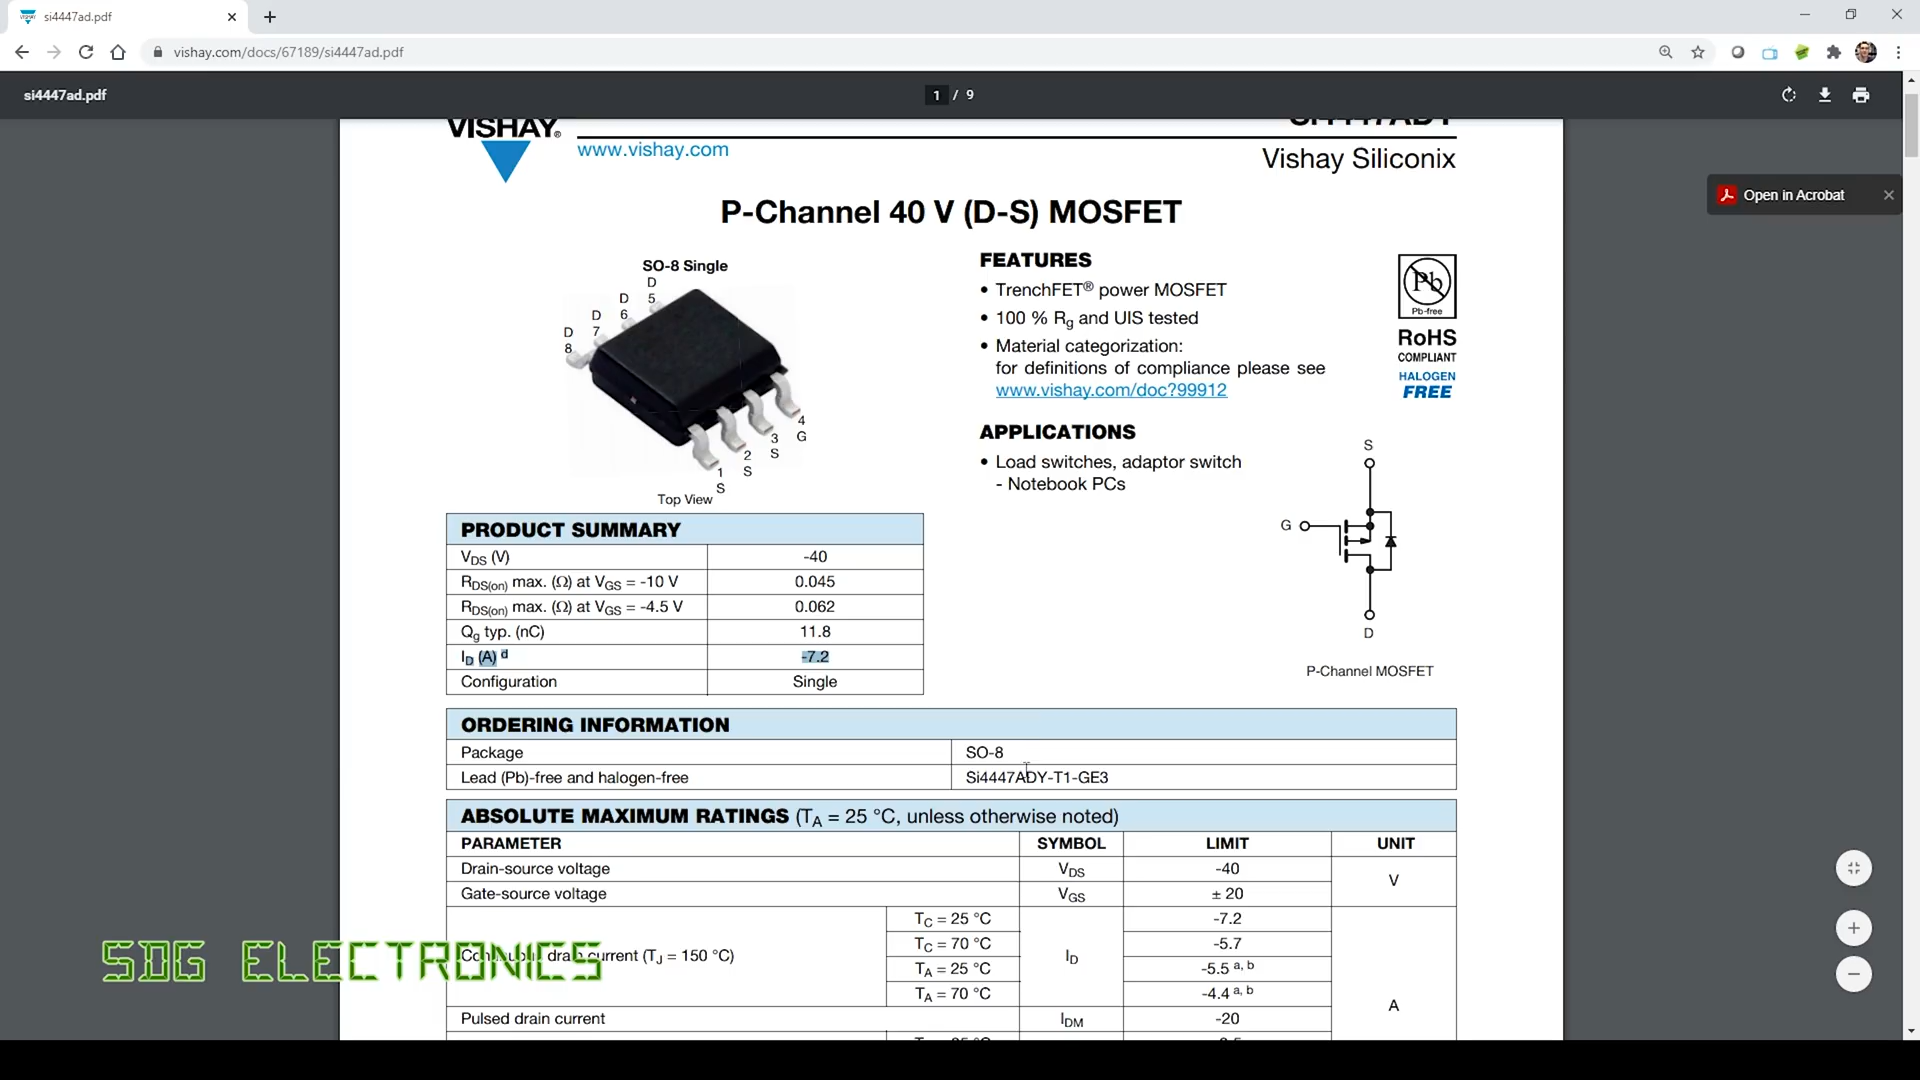 si4447ad.pdf
vishay.com/docs/67189/si4447ad.pdf
si4447ad.pdf
1 / 9
Open in Acrobat
VISHAY®
www.vishay.com
Si4447ADY
Vishay Siliconix
P-Channel 40 V (D-S) MOSFET
SO-8 Single
D
5
D
6
D
7
D
8
4
G
3
S
2
S
1
S
Top View
FEATURES
• TrenchFET® power MOSFET
• 100 % Rg and UIS tested
• Material categorization:
for definitions of compliance please see
www.vishay.com/doc?99912
Pb
Pb-free
RoHS
COMPLIANT
HALOGEN
FREE
APPLICATIONS
• Load switches, adaptor switch
- Notebook PCs
S
G
D
P-Channel MOSFET
PRODUCT SUMMARY
VDS (V) -40
RDS(on) max. (Ω) at VGS = -10 V 0.045
RDS(on) max. (Ω) at VGS = -4.5 V 0.062
Qg typ. (nC) 11.8
ID (A) d -7.2
Configuration Single
ORDERING INFORMATION
Package SO-8
Lead (Pb)-free and halogen-free Si4447ADY-T1-GE3
ABSOLUTE MAXIMUM RATINGS (TA = 25 °C, unless otherwise noted)
PARAMETER SYMBOL LIMIT UNIT
Drain-source voltage VDS -40 V
Gate-source voltage VGS ± 20
Continuous drain current (TJ = 150 °C) TC = 25 °C ID -7.2 A
TC = 70 °C -5.7
TA = 25 °C -5.5 a, b
TA = 70 °C -4.4 a, b
Pulsed drain current IDM -20
SDG ELECTRONICS